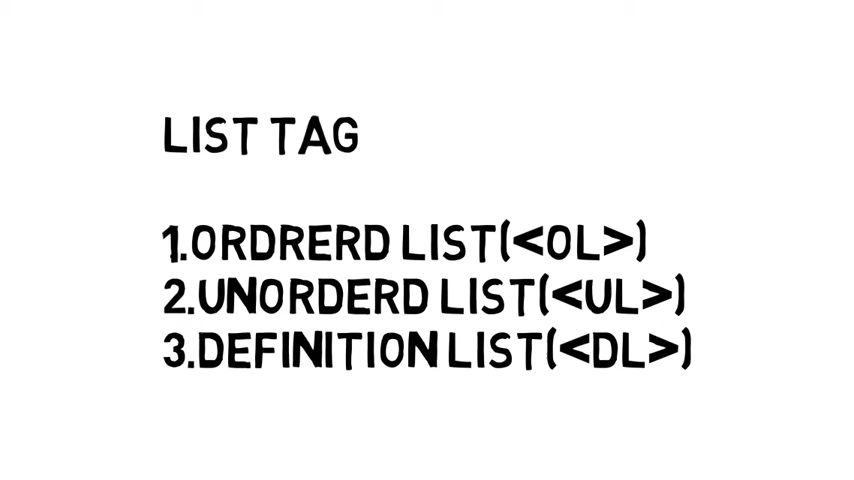 LIST TAG
1.ORDRERD LIST(<OL>)
2.UNORDERD LIST(<UL>)
3.DEFINITION LIST(<DL>)